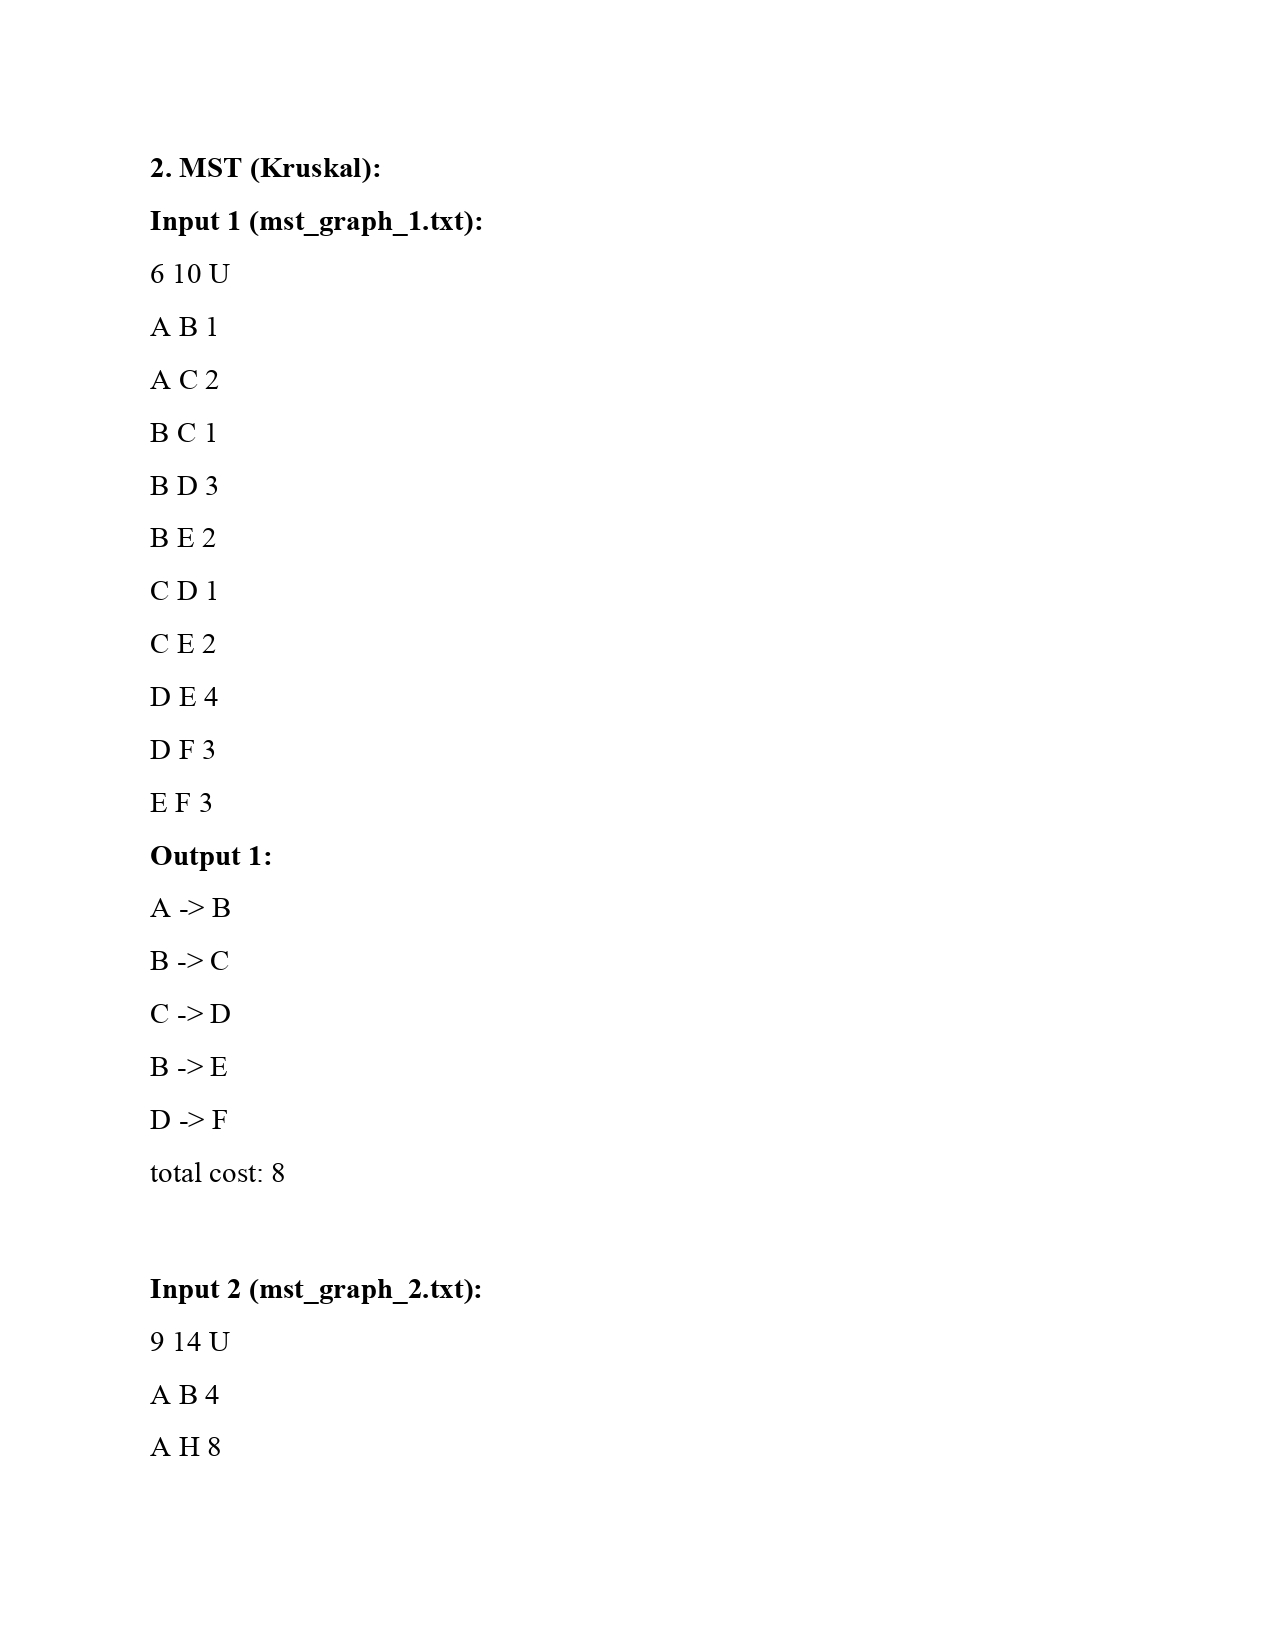 2. MST (Kruskal):
Input 1 (mst_graph_1.txt):
6 10 U
A B 1
A C 2
B C 1
B D 3
B E 2
C D 1
C E 2
D E 4
D F 3
E F 3
Output 1:
A -> B
B -> C
C -> D
B -> E
D -> F
total cost: 8
Input 2 (mst_graph_2.txt):
9 14 U
A B 4
A H 8